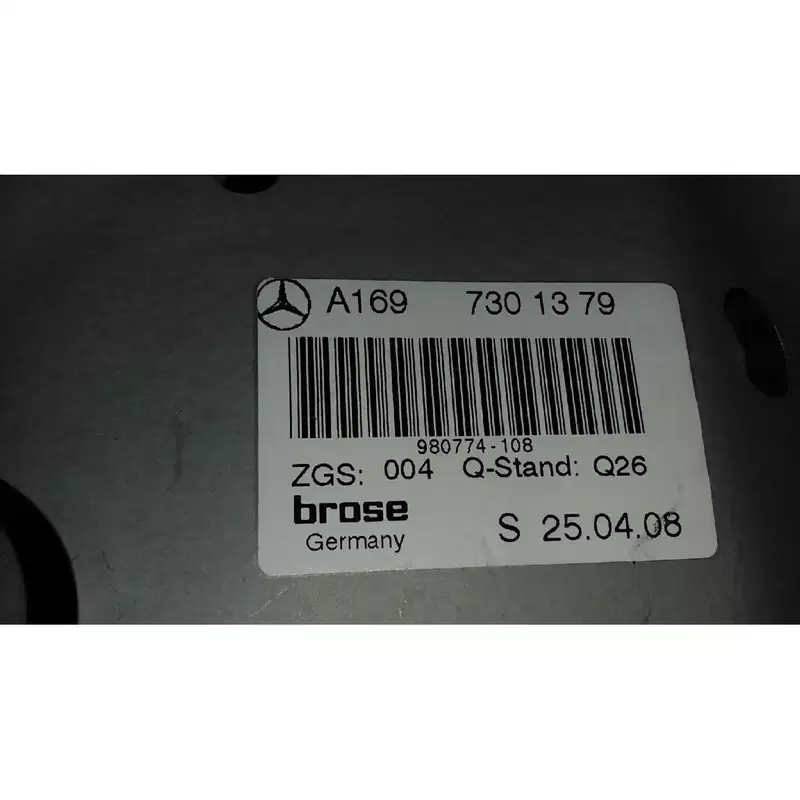 A169 730 13 79
980774-108
ZGS: 004 Q-Stand: Q26
brose
Germany S 25.04.08